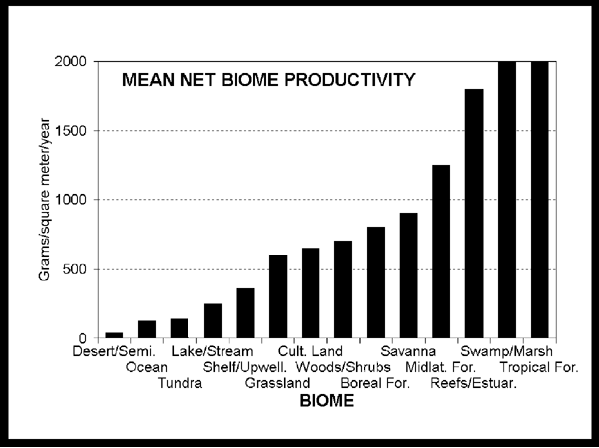 MEAN NET BIOME PRODUCTIVITY
Grams/square meter/year
2000
1500
1000
500
0
Desert/Semi. Lake/Stream Cult. Land Savanna Swamp/Marsh
Ocean Shelf/Upwell. Woods/Shrubs Midlat. For. Tropical For.
Tundra Grassland Boreal For. Reefs/Estuar.
BIOME